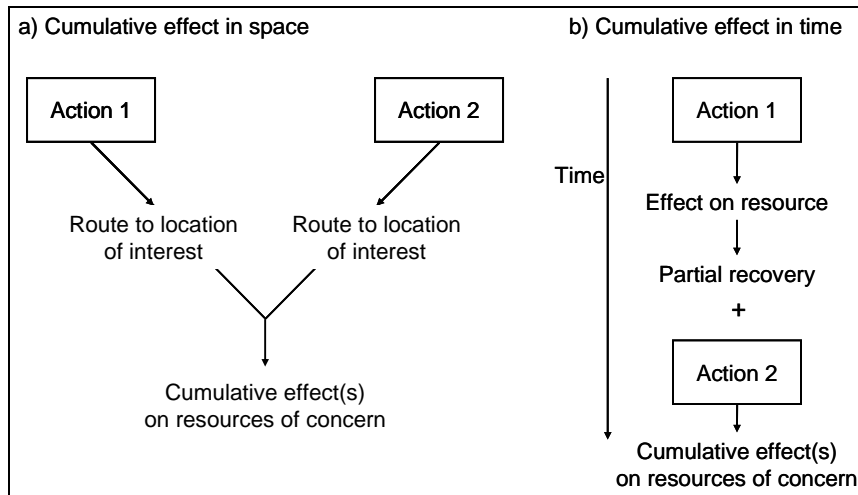 a) Cumulative effect in space
Action 1
Action 2
Route to location
of interest
Route to location
of interest
Cumulative effect(s)
on resources of concern
b) Cumulative effect in time
Time
Action 1
Effect on resource
Partial recovery
+
Action 2
Cumulative effect(s)
on resources of concern